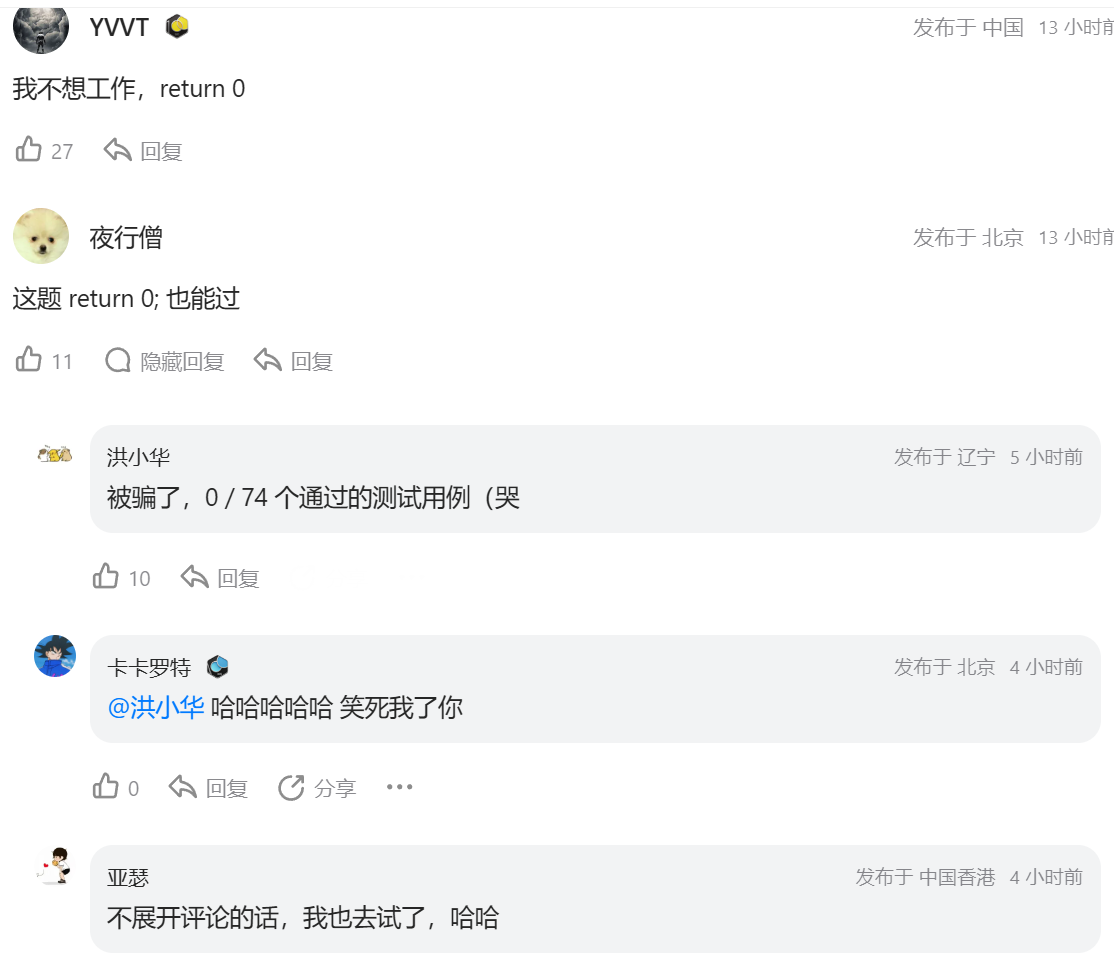 YVVT 发布于 中国 13 小时前
我不想工作，return 0
27 回复
夜行僧 发布于 北京 13 小时前
这题 return 0; 也能过
11 隐藏回复 回复
洪小华 发布于 辽宁 5 小时前
被骗了，0 / 74 个通过的测试用例（哭
10 回复
卡卡罗特 发布于 北京 4 小时前
@洪小华 哈哈哈哈哈 笑死我了你
0 回复 分享
亚瑟 发布于 中国香港 4 小时前
不展开评论的话，我也去试了，哈哈